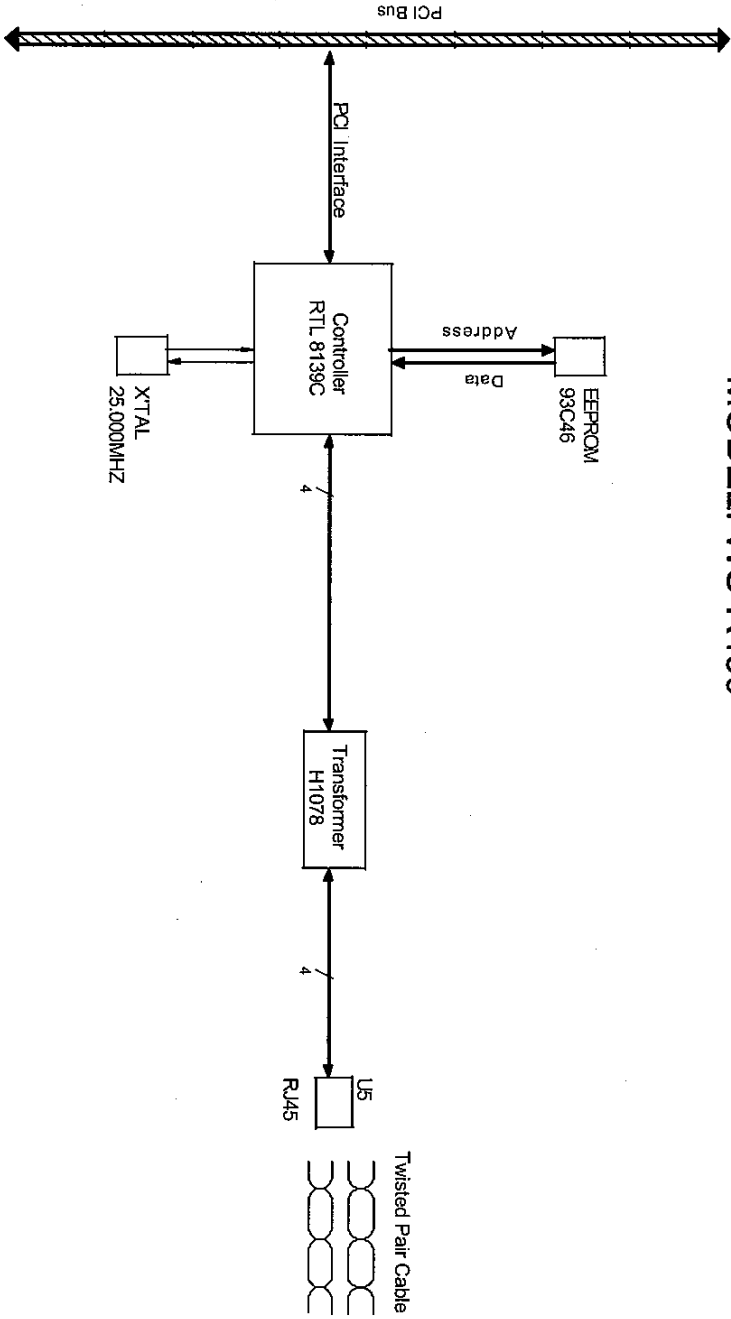 PCI Bus
PCI Interface
Controller
RTL 8139C
Address
Data
EEPROM
93C46
X'TAL
25.000MHZ
4
Transformer
H1078
4
U5
RJ45
Twisted Pair Cable